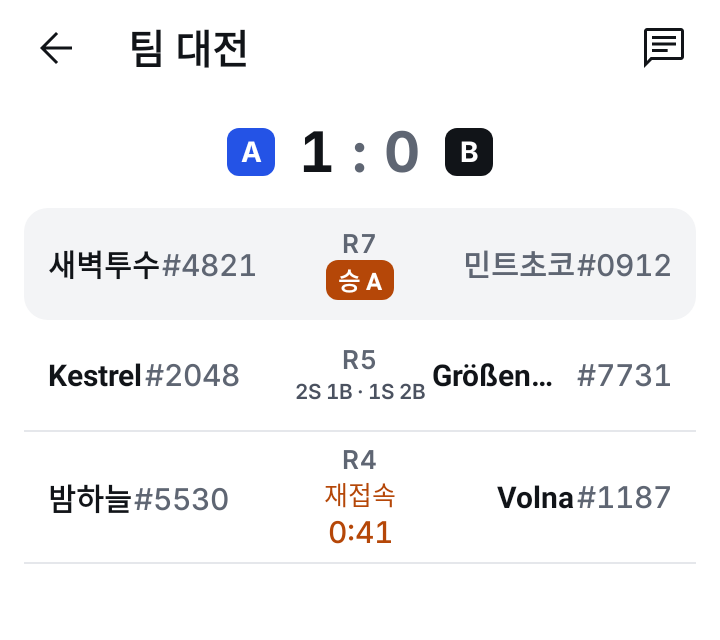 팀 대전
A 1 : 0 B
새벽투수#4821 R7 민트초코#0912
승 A
Kestrel#2048 R5 Größen… #7731
2S 1B · 1S 2B
밤하늘#5530 R4 Volna#1187
재접속
0:41